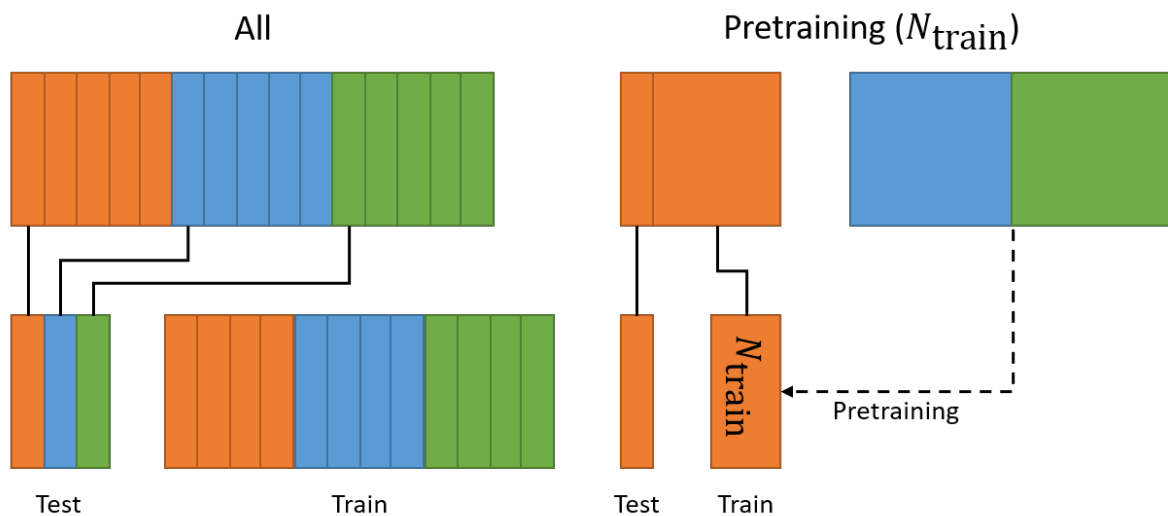 All
Pretraining (N_train)
N_train
Pretraining
Test
Train
Test
Train